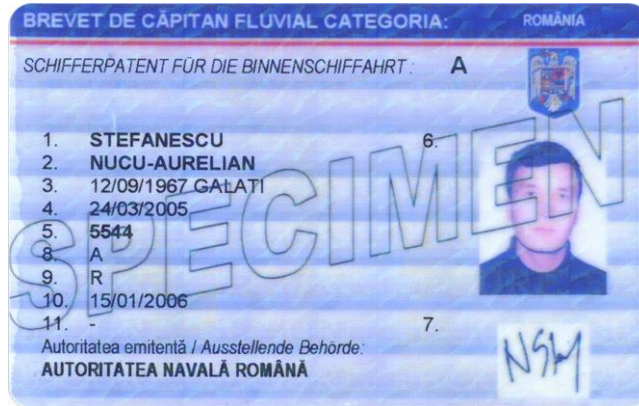 BREVET DE CĂPITAN FLUVIAL CATEGORIA: ROMÂNIA
SCHIFFERPATENT FÜR DIE BINNENSCHIFFAHRT : A
1. STEFANESCU 6.
2. NUCU-AURELIAN
3. 12/09/1967 GALATI
4. 24/03/2005
5. 5544
8. A
9. R
10. 15/01/2006
11. - 7.
Autoritatea emitentă / Ausstellende Behörde:
AUTORITATEA NAVALĂ ROMÂNĂ
SPECIMEN